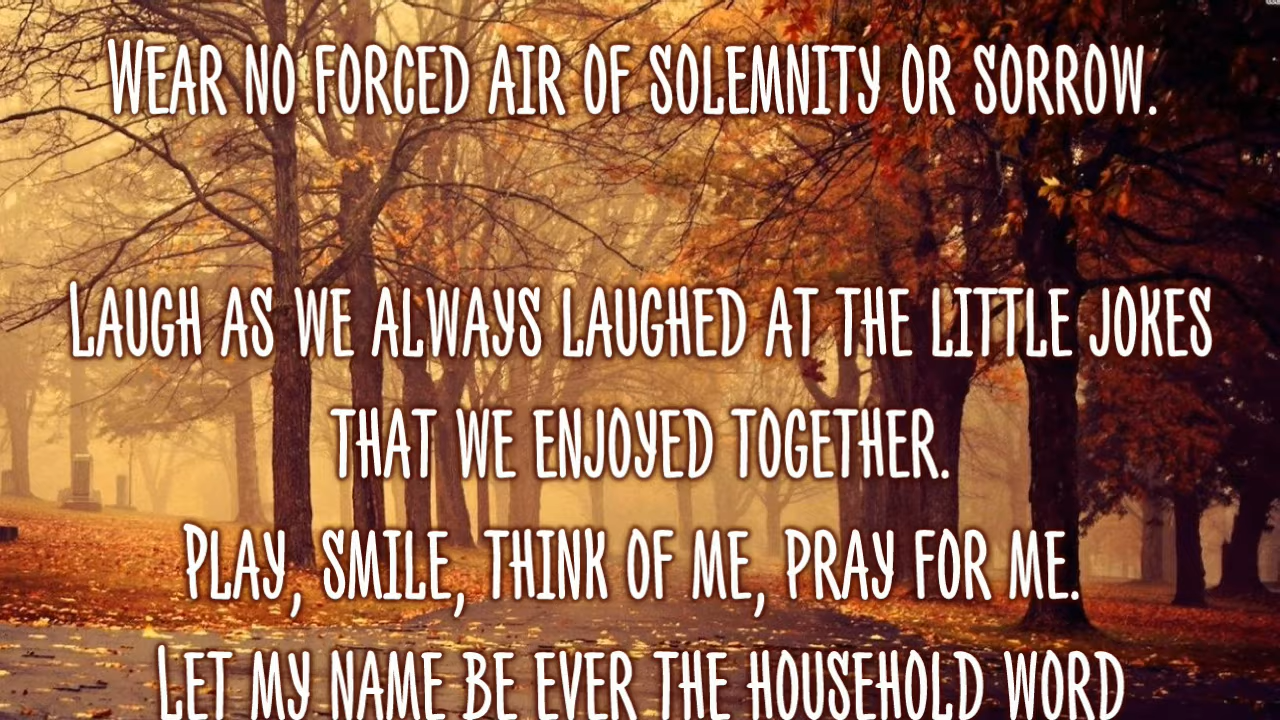 Wear no forced air of solemnity or sorrow.
Laugh as we always laughed at the little jokes
that we enjoyed together.
Play, smile, think of me, pray for me.
Let my name be ever the household word